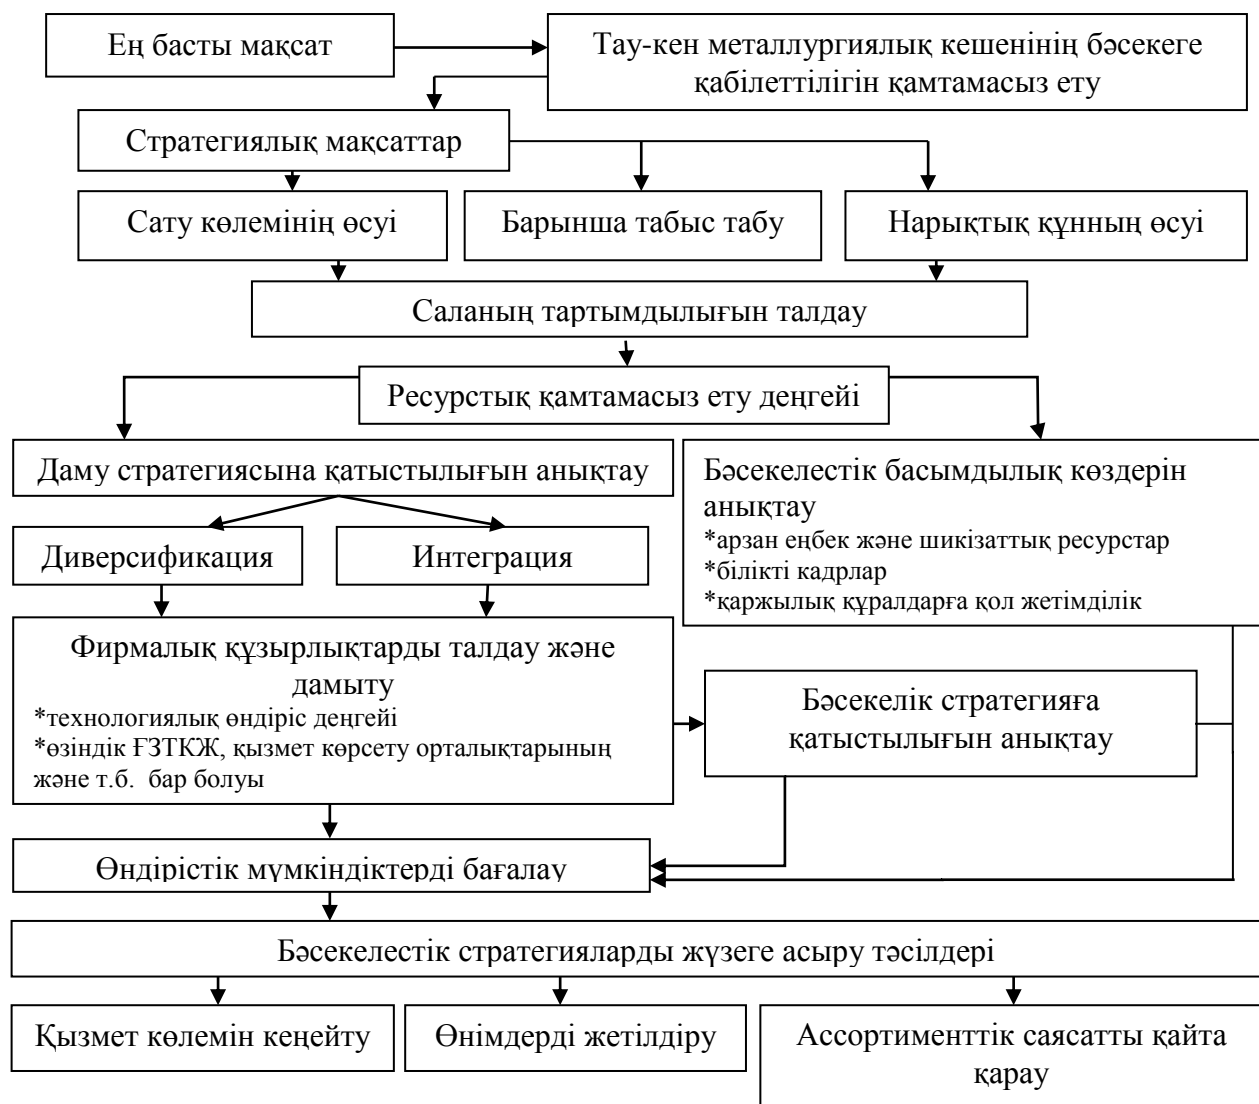 Ең басты мақсат
Тау-кен металлургиялық кешенінің бәсекеге
қабілеттілігін қамтамасыз ету
Стратегиялық мақсаттар
Сату көлемінің өсуі
Барынша табыс табу
Нарықтық құнның өсуі
Саланың тартымдылығын талдау
Ресурстық қамтамасыз ету деңгейі
Даму стратегиясына қатыстылығын анықтау
Бәсекелестік басымдылық көздерін
анықтау
*арзан еңбек және шикізаттық ресурстар
*білікті кадрлар
*қаржылық құралдарға қол жетімділік
Диверсификация
Интеграция
Фирмалық құзырлықтарды талдау және
дамыту
*технологиялық өндіріс деңгейі
*өзіндік ҒЗТКЖ, қызмет көрсету орталықтарының
және т.б. бар болуы
Бәсекелік стратегияға
қатыстылығын анықтау
Өндірістік мүмкіндіктерді бағалау
Бәсекелестік стратегияларды жүзеге асыру тәсілдері
Қызмет көлемін кеңейту
Өнімдерді жетілдіру
Ассортименттік саясатты қайта
қарау